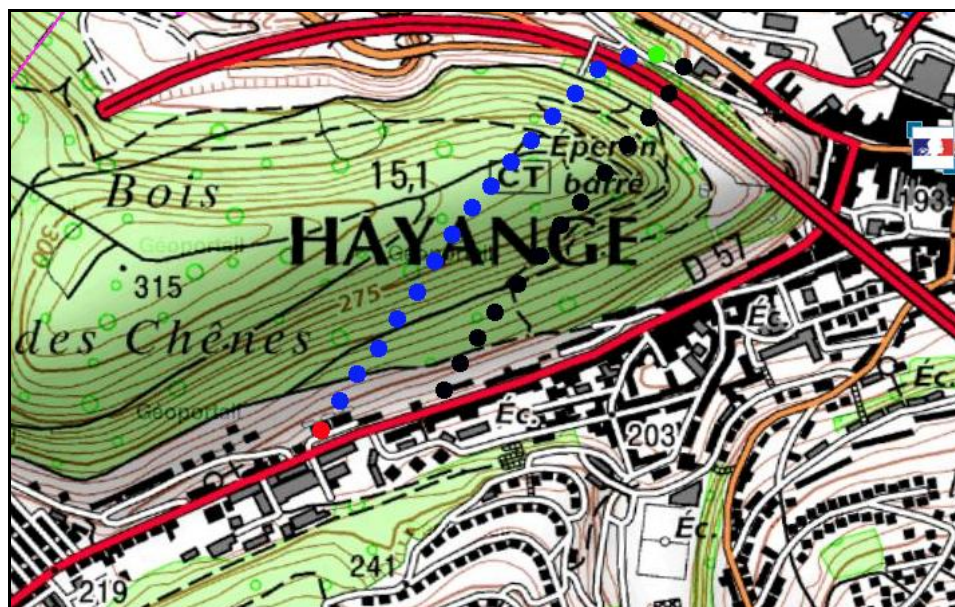 Éperon
Bois
15,1
CT
barré
193
Géoportail
Géoportail
HAYANGE
300
D 57
315
275
Éc.
des Chênes
Éc.
Géoportail
Éc.
203
Éc.
241
219